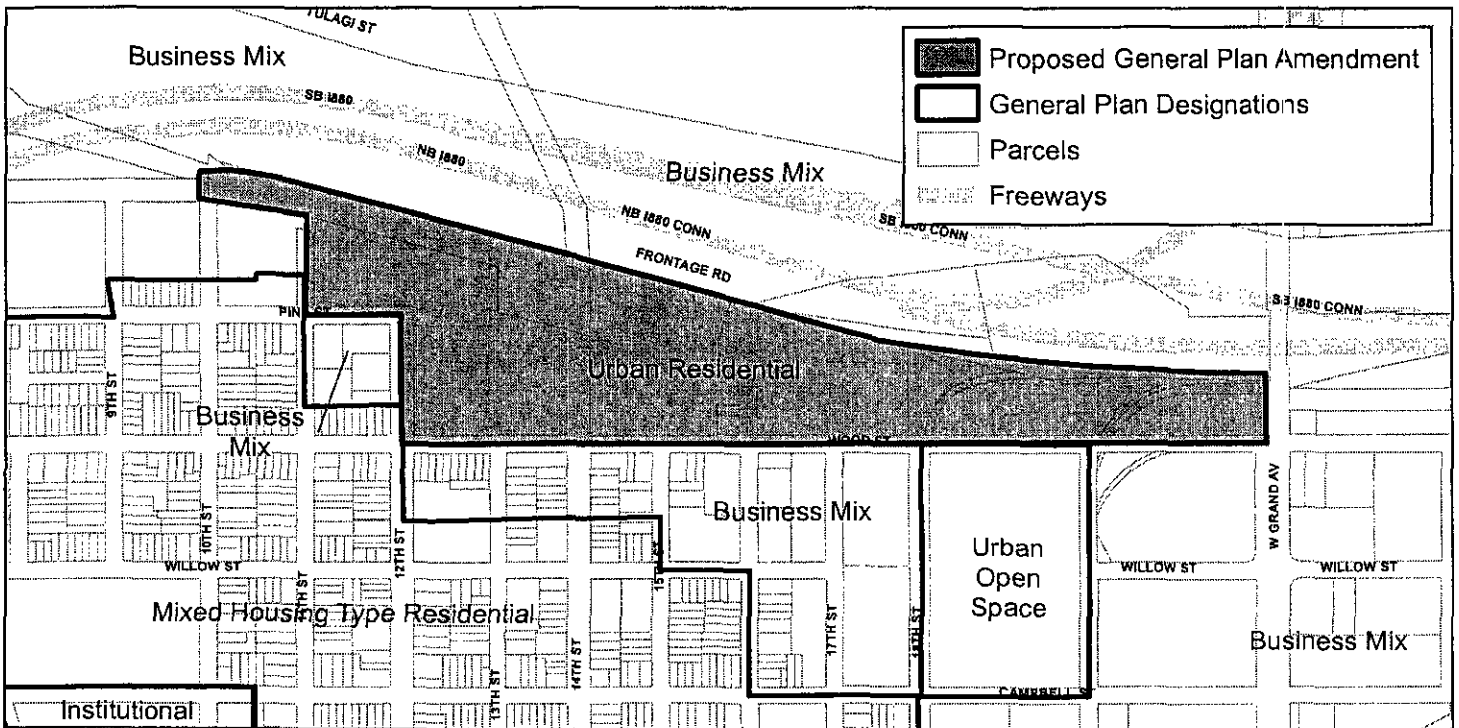 TULAGI ST
Business Mix
SB I880
NB I880
Business Mix
NB I880 CONN
FRONTAGE RD
Proposed General Plan Amendment
General Plan Designations
Parcels
Freeways
SB I880 CONN
SB I880 CONN
PINE ST
Urban Residential
9TH ST
Business
Mix
WOOD ST
10TH ST
WILLOW ST
12TH ST
15TH ST
Business Mix
Urban
Open
Space
W GRAND AV
WILLOW ST
WILLOW ST
Mixed Housing Type Residential
13TH ST
14TH ST
17TH ST
18TH ST
Business Mix
CAMPBELL ST
Institutional